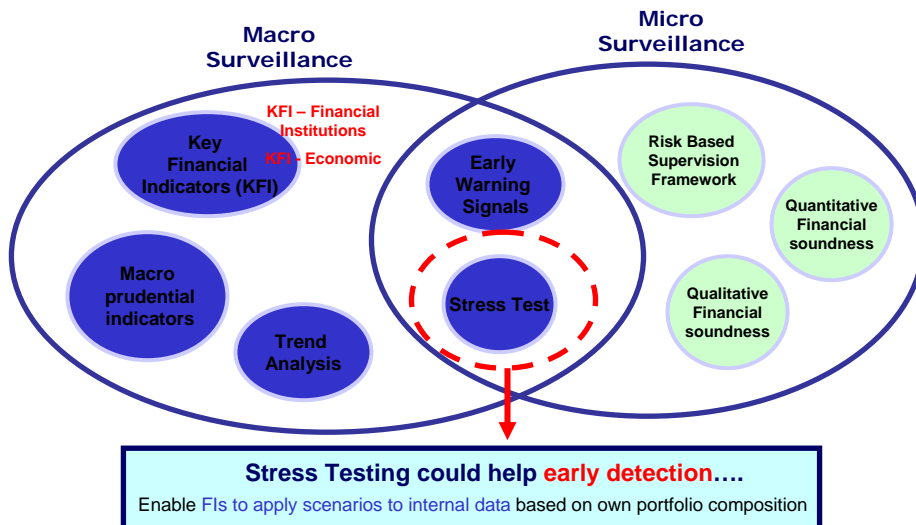 Macro
Surveillance
Micro
Surveillance
KFI – Financial
Institutions
KFI - Economic
Key
Financial
Indicators (KFI)
Early
Warning
Signals
Risk Based
Supervision
Framework
Quantitative
Financial
soundness
Macro
prudential
indicators
Stress Test
Qualitative
Financial
soundness
Trend
Analysis
Stress Testing could help early detection….
Enable FIs to apply scenarios to internal data based on own portfolio composition